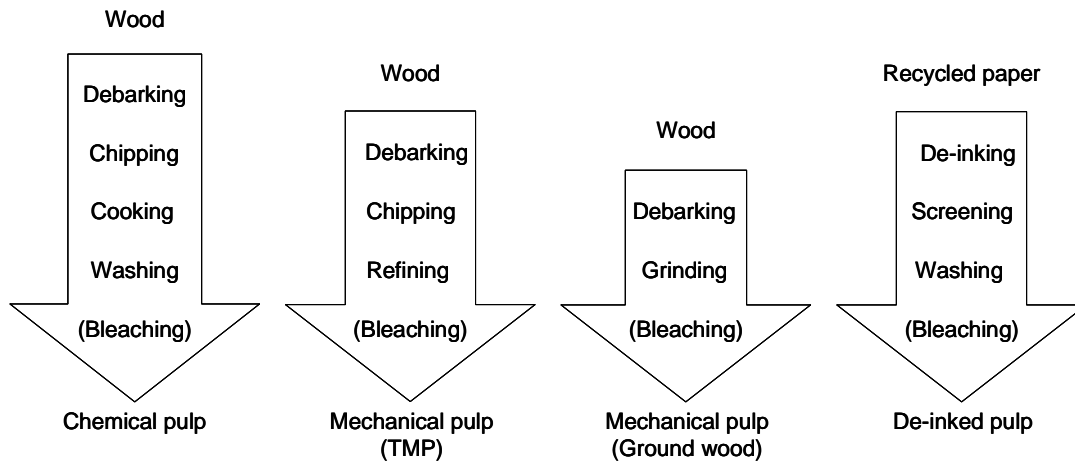 Wood
Debarking
Chipping
Cooking
Washing
(Bleaching)
Chemical pulp
Wood
Debarking
Chipping
Refining
(Bleaching)
Mechanical pulp
(TMP)
Wood
Debarking
Grinding
(Bleaching)
Mechanical pulp
(Ground wood)
Recycled paper
De-inking
Screening
Washing
(Bleaching)
De-inked pulp